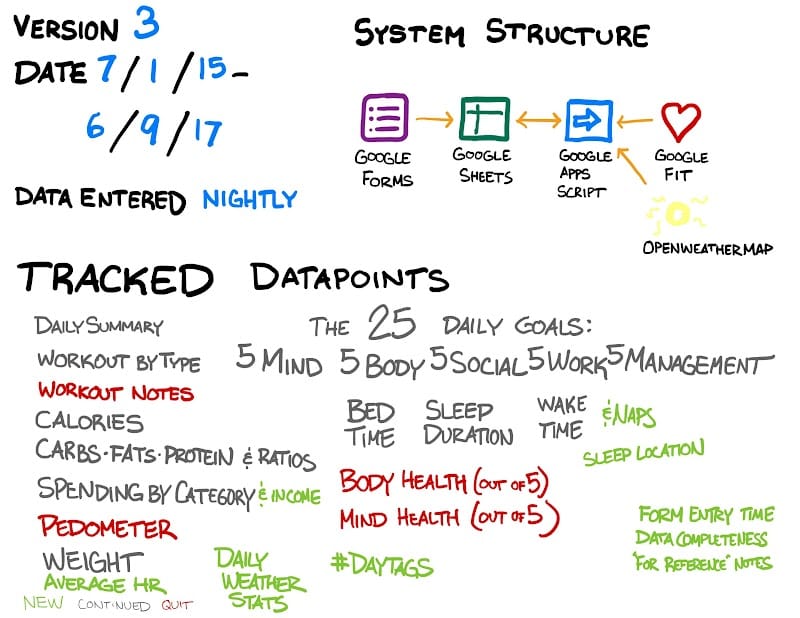 VERSION 3
DATE 7/1/15-
6/9/17
DATA ENTERED NIGHTLY
SYSTEM STRUCTURE
GOOGLE FORMS
GOOGLE SHEETS
GOOGLE APPS SCRIPT
GOOGLE FIT
OPENWEATHERMAP
TRACKED DATAPOINTS
DAILY SUMMARY
WORKOUT BY TYPE
WORKOUT NOTES
CALORIES
CARBS·FATS·PROTEIN & RATIOS
SPENDING BY CATEGORY & INCOME
PEDOMETER
WEIGHT
AVERAGE HR
THE 25 DAILY GOALS:
5 MIND 5 BODY 5 SOCIAL 5 WORK 5 MANAGEMENT
BED TIME
SLEEP DURATION
WAKE TIME
& NAPS
SLEEP LOCATION
BODY HEALTH (OUT OF 5)
MIND HEALTH (OUT OF 5)
DAILY WEATHER STATS
#DAYTAGS
FORM ENTRY TIME
DATA COMPLETENESS
"FOR REFERENCE" NOTES
NEW CONTINUED QUIT